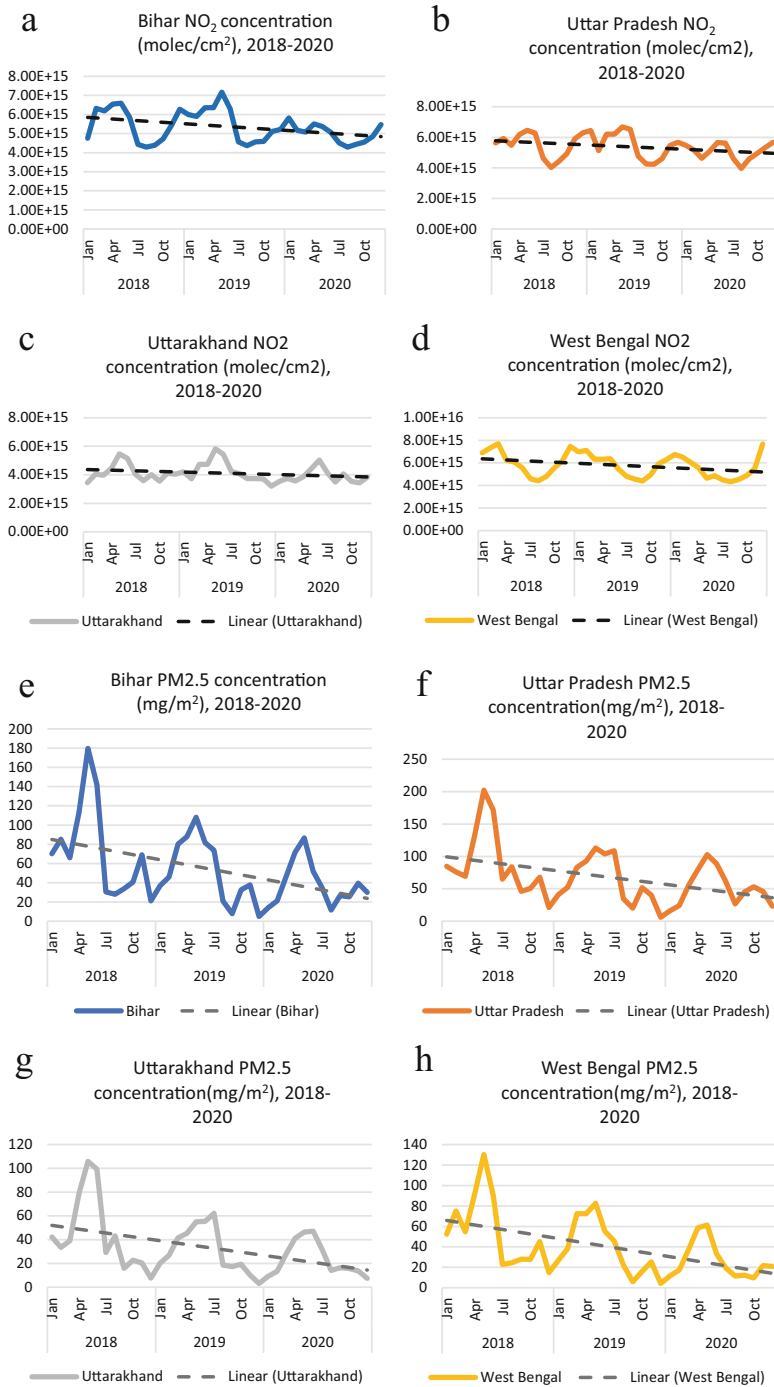 a
Bihar NO₂ concentration
(molec/cm²), 2018-2020
8.00E+15
7.00E+15
6.00E+15
5.00E+15
4.00E+15
3.00E+15
2.00E+15
1.00E+15
0.00E+00
Jan Apr Jul Oct Jan Apr Jul Oct Jan Apr Jul Oct
2018 2019 2020
b
Uttar Pradesh NO₂
concentration (molec/cm2),
2018-2020
8.00E+15
6.00E+15
4.00E+15
2.00E+15
0.00E+00
Jan Apr Jul Oct Jan Apr Jul Oct Jan Apr Jul Oct
2018 2019 2020
c
Uttarakhand NO2
concentration (molec/cm2),
2018-2020
8.00E+15
6.00E+15
4.00E+15
2.00E+15
0.00E+00
Jan Apr Jul Oct Jan Apr Jul Oct Jan Apr Jul Oct
2018 2019 2020
Uttarakhand Linear (Uttarakhand)
d
West Bengal NO2
concentration (molec/cm2),
2018-2020
1.00E+16
8.00E+15
6.00E+15
4.00E+15
2.00E+15
0.00E+00
Jan Apr Jul Oct Jan Apr Jul Oct Jan Apr Jul Oct
2018 2019 2020
West Bengal Linear (West Bengal)
e
Bihar PM2.5 concentration
(mg/m²), 2018-2020
200
180
160
140
120
100
80
60
40
20
0
Jan Apr Jul Oct Jan Apr Jul Oct Jan Apr Jul Oct
2018 2019 2020
Bihar Linear (Bihar)
f
Uttar Pradesh PM2.5
concentration(mg/m²), 2018-
2020
250
200
150
100
50
0
Jan Apr Jul Oct Jan Apr Jul Oct Jan Apr Jul Oct
2018 2019 2020
Uttar Pradesh Linear (Uttar Pradesh)
g
Uttarakhand PM2.5
concentration(mg/m²), 2018-
2020
120
100
80
60
40
20
0
Jan Apr Jul Oct Jan Apr Jul Oct Jan Apr Jul Oct
2018 2019 2020
Uttarakhand Linear (Uttarakhand)
h
West Bengal PM2.5
concentration(mg/m²), 2018-
2020
140
120
100
80
60
40
20
0
Jan Apr Jul Oct Jan Apr Jul Oct Jan Apr Jul Oct
2018 2019 2020
West Bengal Linear (West Bengal)